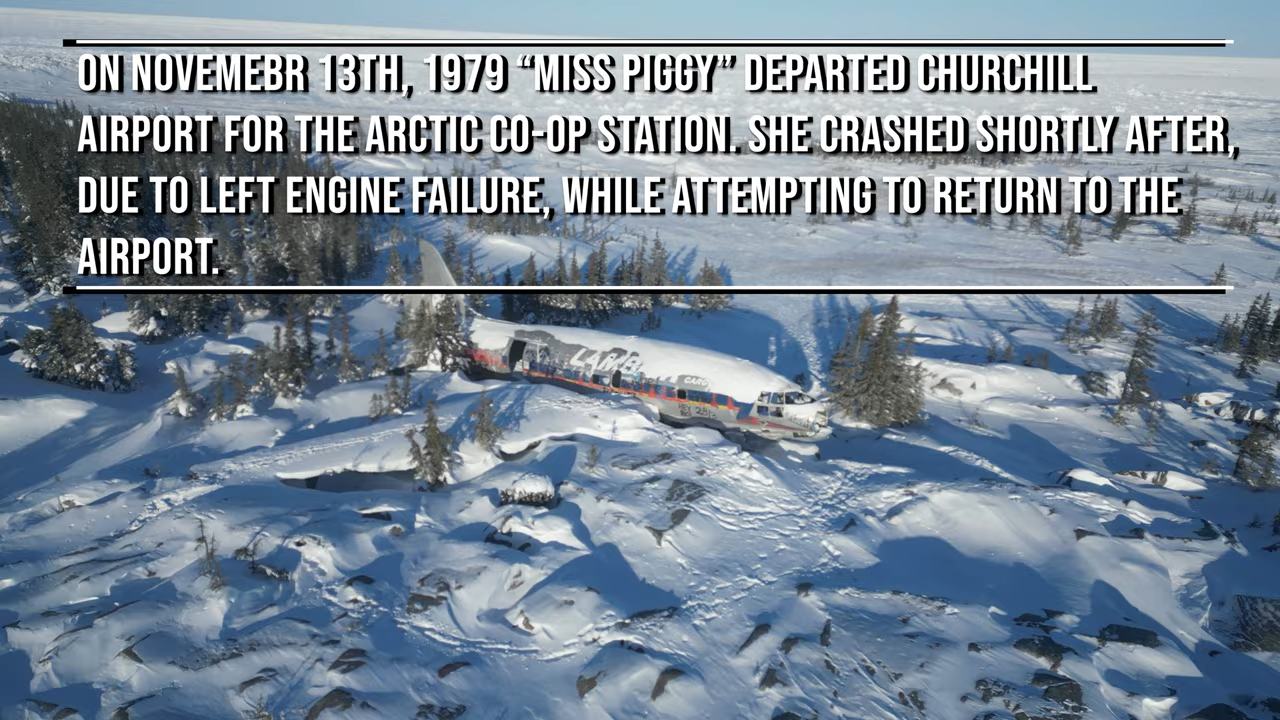 ON NOVEMEBR 13TH, 1979 “MISS PIGGY” DEPARTED CHURCHILL
AIRPORT FOR THE ARCTIC CO-OP STATION. SHE CRASHED SHORTLY AFTER,
DUE TO LEFT ENGINE FAILURE, WHILE ATTEMPTING TO RETURN TO THE
AIRPORT.
CARGO